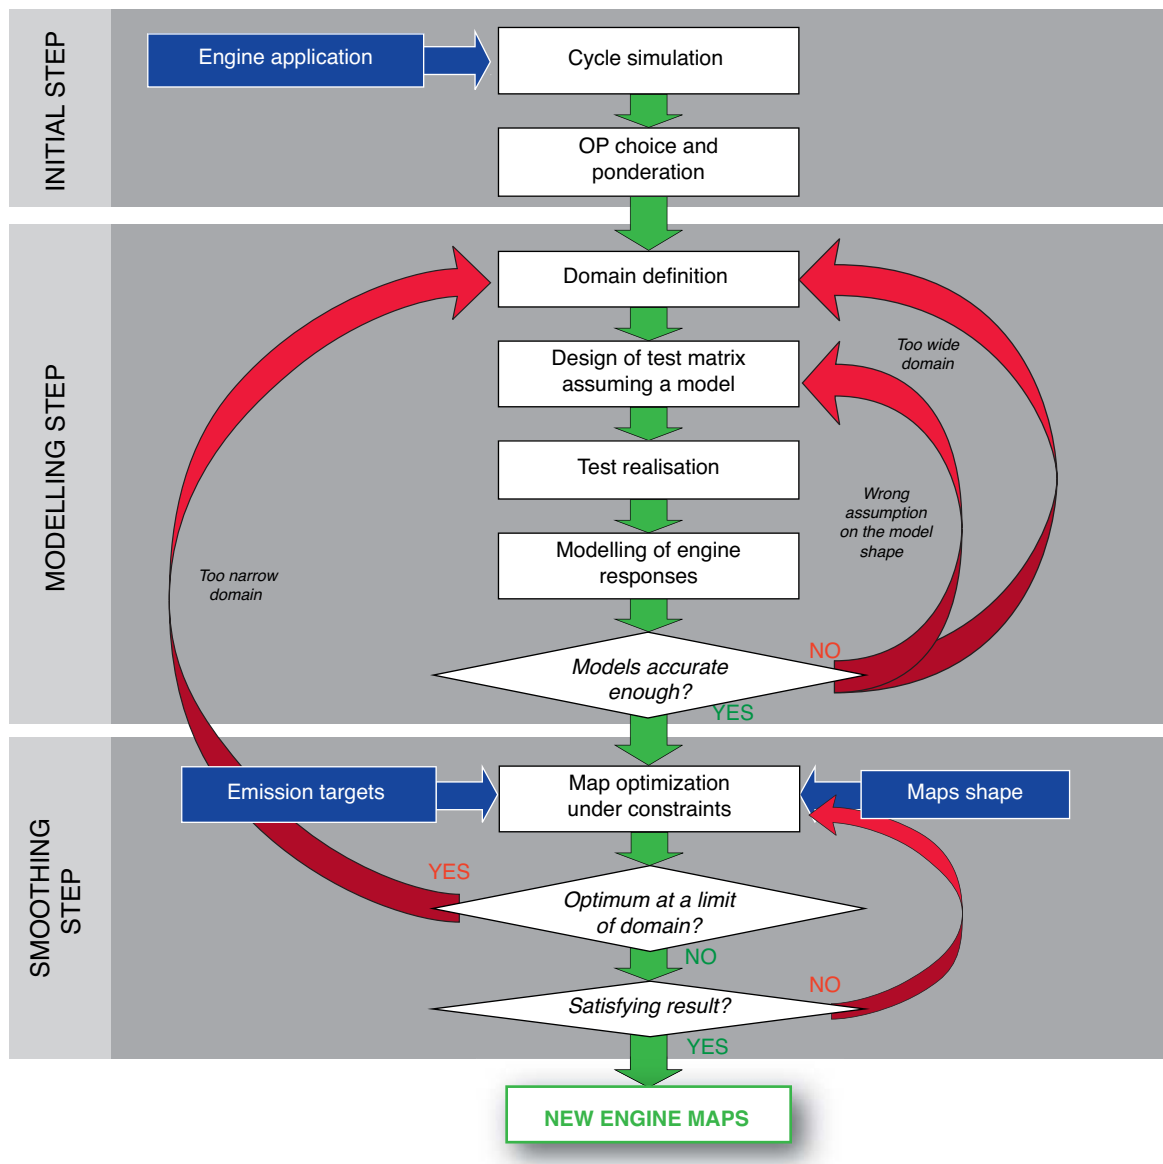 INITIAL STEP
Engine application
Cycle simulation
OP choice and
ponderation
MODELLING STEP
Domain definition
Design of test matrix
assuming a model
Too wide
domain
Test realisation
Wrong
assumption
on the model
shape
Modelling of engine
responses
Too narrow
domain
Models accurate
enough?
NO
YES
SMOOTHING
STEP
Emission targets
Map optimization
under constraints
Maps shape
YES
Optimum at a limit
of domain?
NO
Satisfying result?
NO
YES
NEW ENGINE MAPS